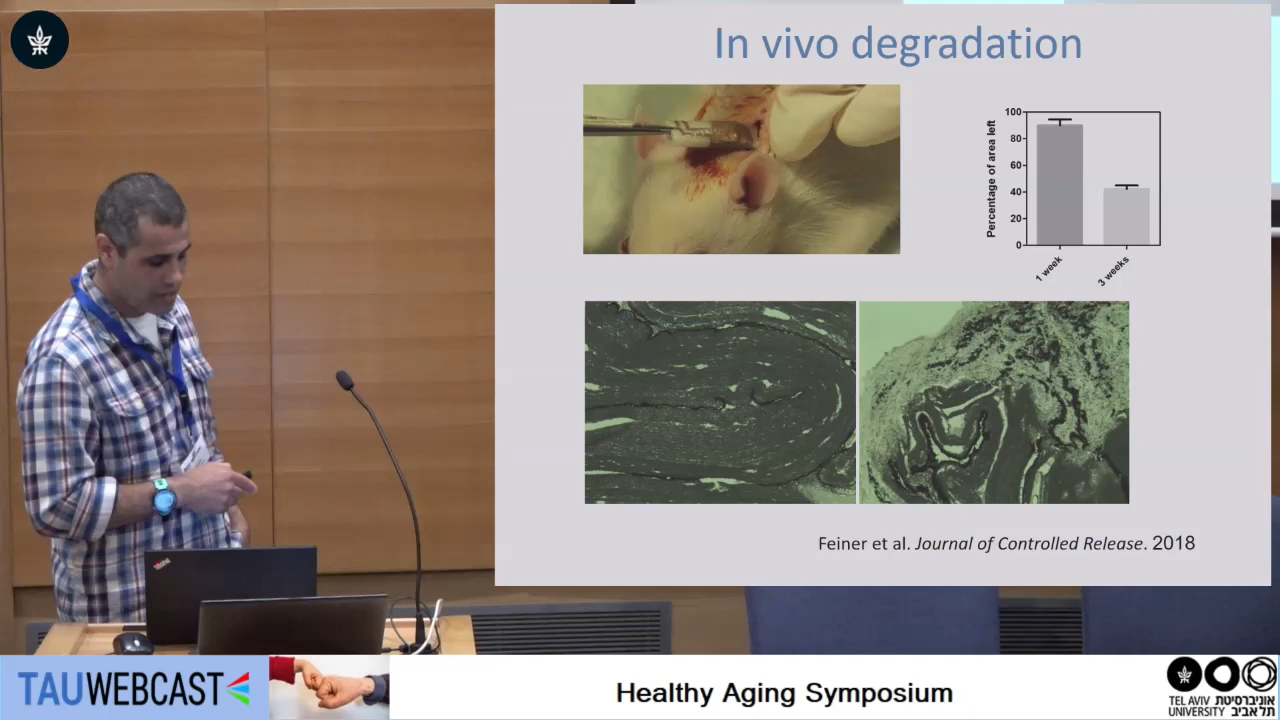 In vivo degradation
Percentage of area left
100
80
60
40
20
0
1 week
3 weeks
Feiner et al. Journal of Controlled Release. 2018
TAUWEBCAST
Healthy Aging Symposium
TEL AVIV אוניברסיטת
UNIVERSITY תל אביב